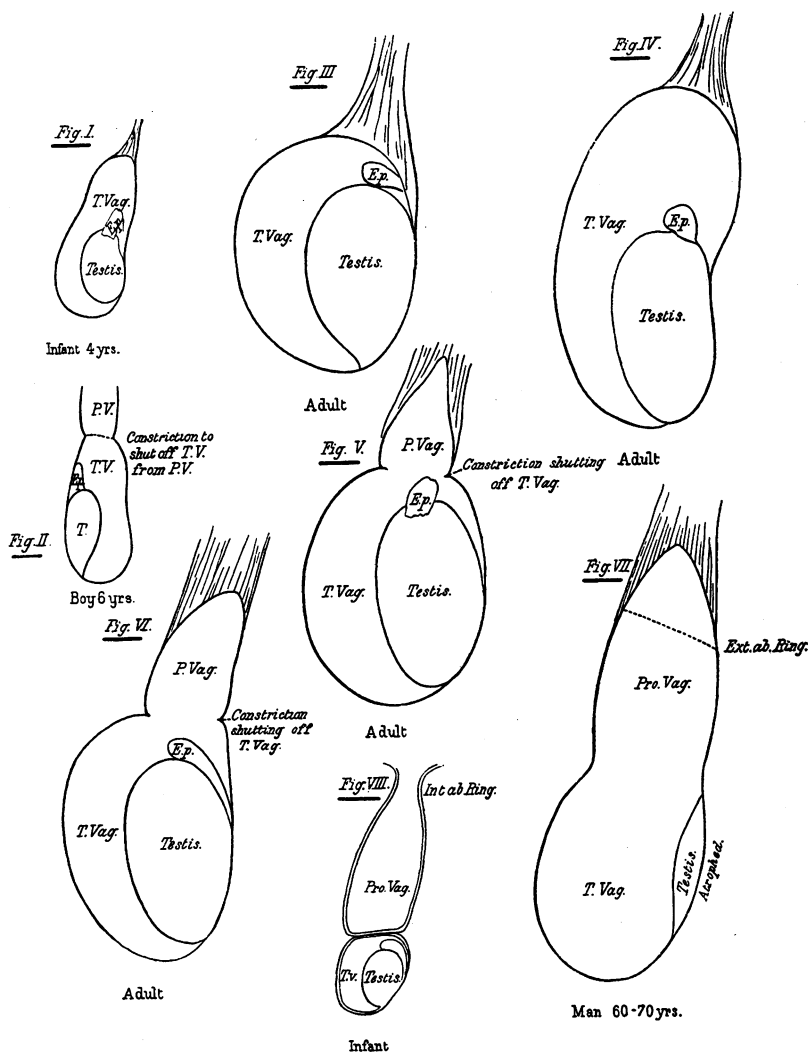 Fig. I.
T. Vag.
Ep.
Testis.
Infant 4 yrs.
Fig. III
Ep.
T. Vag.
Testis.
Adult
Fig. IV.
T. Vag.
Ep.
Testis.
Adult
P.V.
Constriction to
shut off T.V.
from P.V.
T.V.
Ep.
T.
Fig. II.
Boy 6 yrs.
Fig. V.
P. Vag.
Constriction shutting
off T. Vag.
Ep.
T. Vag.
Testis.
Adult
Fig. VI.
P. Vag.
Constriction
shutting off
T. Vag.
Ep.
T. Vag.
Testis.
Adult
Fig. VII
Ext. ab. Ring.
Pro. Vag.
T. Vag.
Testis.
Atrophed.
Man 60-70 yrs.
Fig. VIII.
Int ab Ring.
Pro. Vag.
T.v.
Testis.
Infant